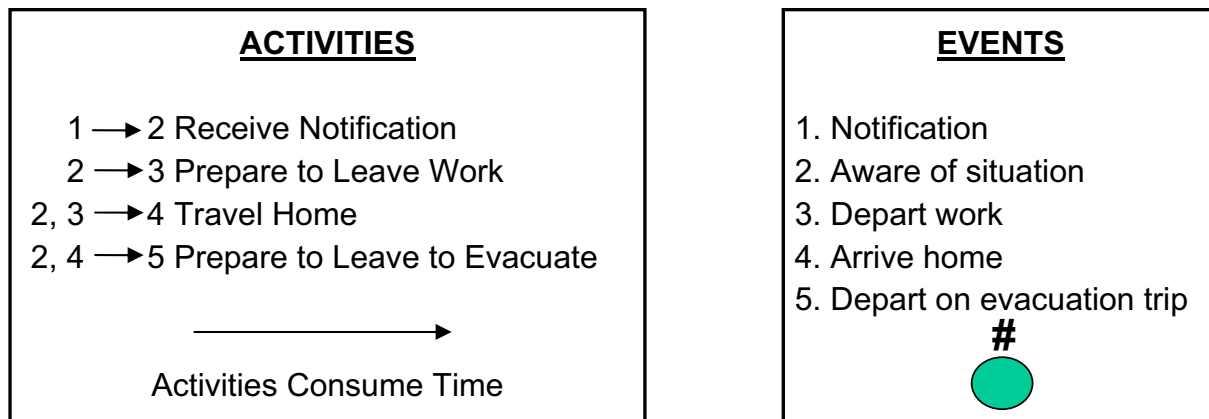 ACTIVITIES
1 → 2 Receive Notification
2 → 3 Prepare to Leave Work
2, 3 → 4 Travel Home
2, 4 → 5 Prepare to Leave to Evacuate
Activities Consume Time
EVENTS
1. Notification
2. Aware of situation
3. Depart work
4. Arrive home
5. Depart on evacuation trip
#